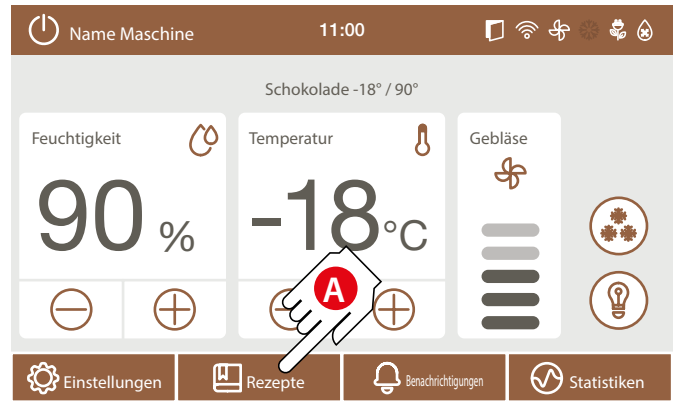 Name Maschine 11:00
Schokolade -18° / 90°
Feuchtigkeit Temperatur Gebläse
90 % -18 °C
A
Einstellungen Rezepte Benachrichtigungen Statistiken